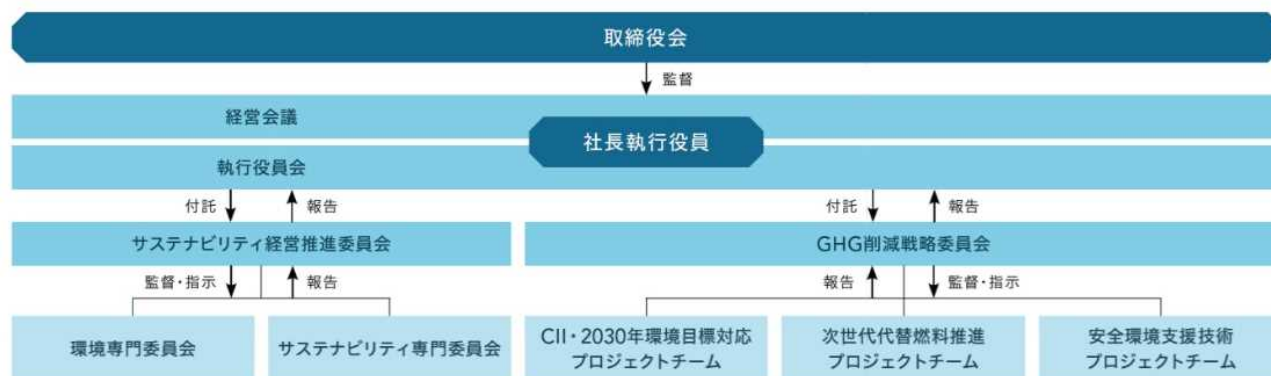 取締役会
監督
経営会議
社長執行役員
執行役員会
付託
報告
付託
報告
サステナビリティ経営推進委員会
GHG削減戦略委員会
監督・指示
報告
報告
監督・指示
環境専門委員会
サステナビリティ専門委員会
CII・2030年環境目標対応
プロジェクトチーム
次世代代替燃料推進
プロジェクトチーム
安全環境支援技術
プロジェクトチーム